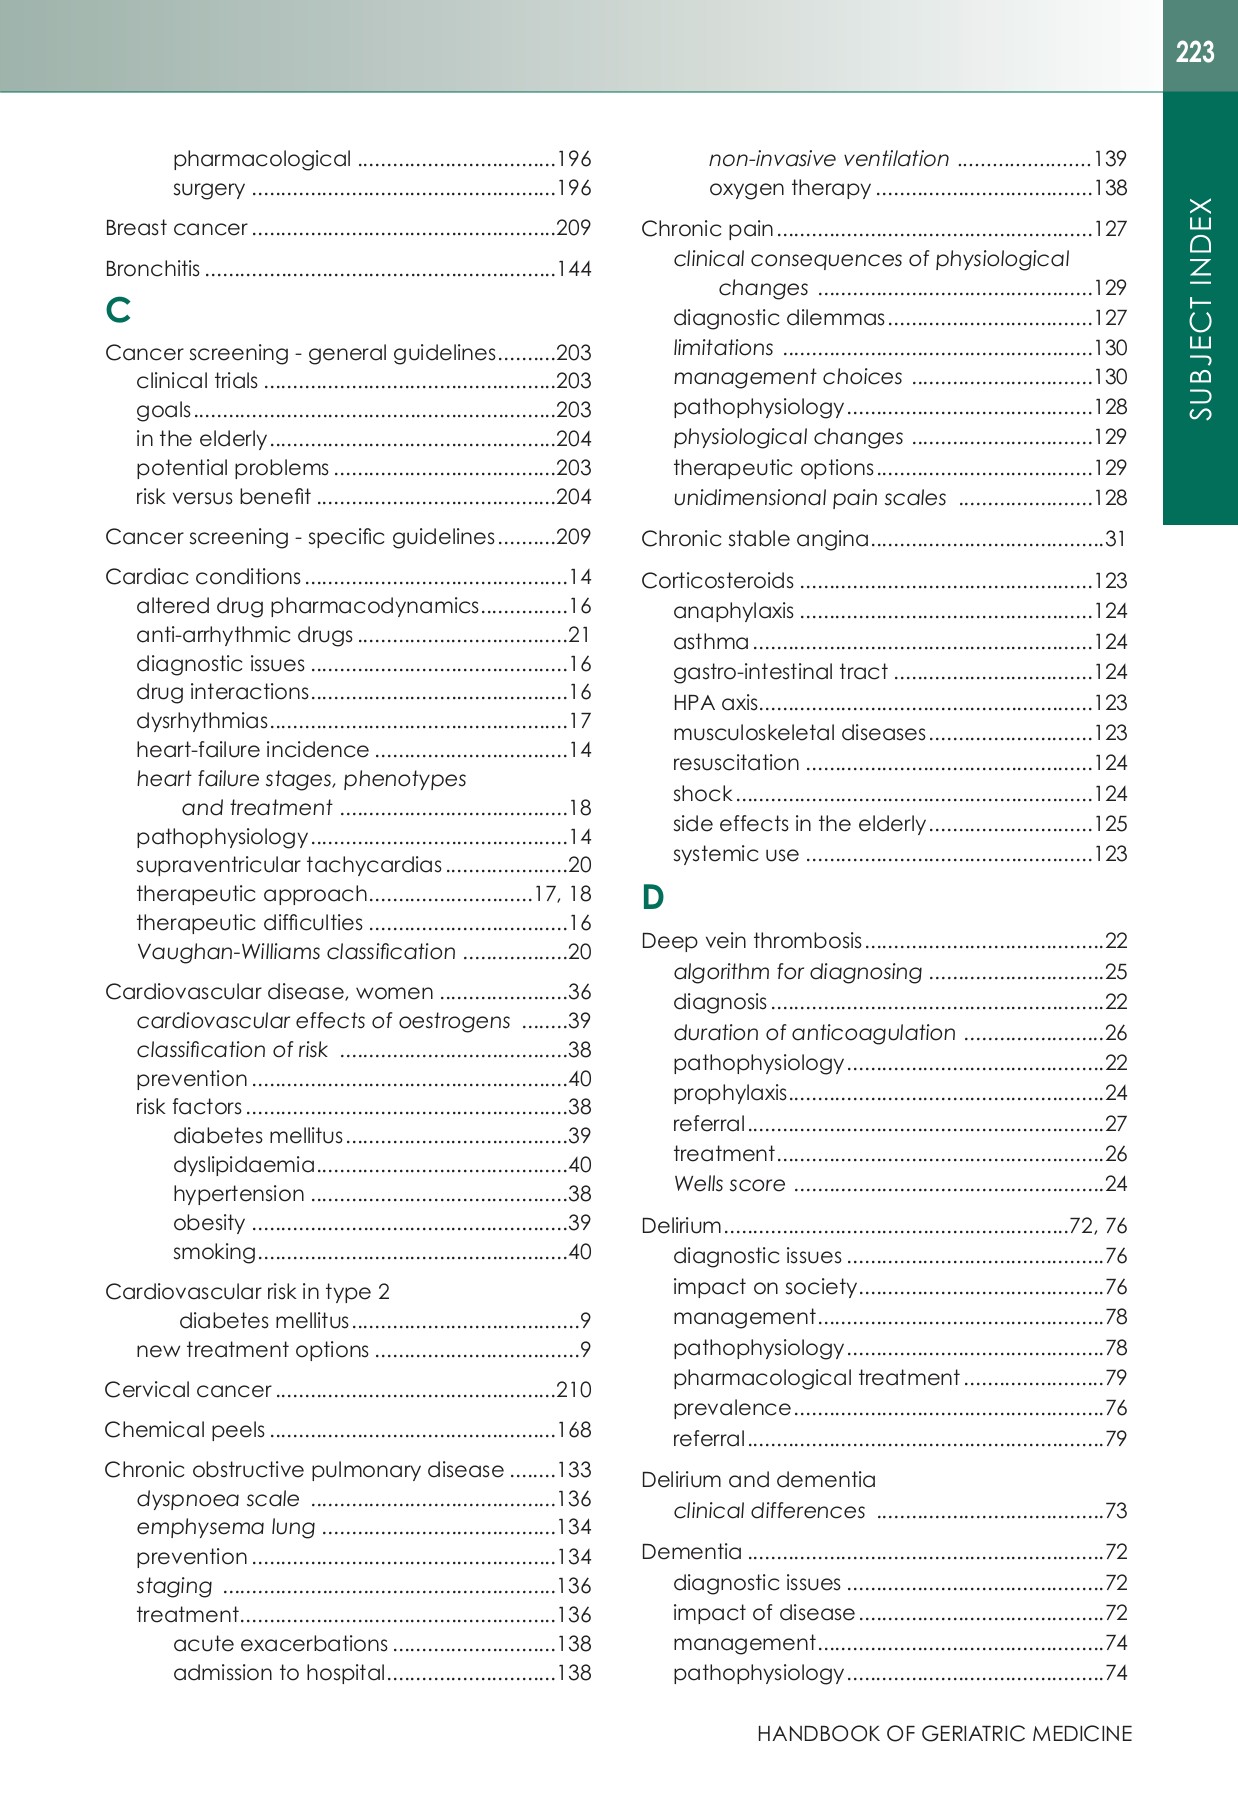 223
SUBJECT INDEX
pharmacological ..................................196
surgery ....................................................196
Breast cancer ....................................................209
Bronchitis ............................................................144
C
Cancer screening - general guidelines..........203
clinical trials ..................................................203
goals..............................................................203
in the elderly.................................................204
potential problems ......................................203
risk versus benefit .........................................204
Cancer screening - specific guidelines..........209
Cardiac conditions .............................................14
altered drug pharmacodynamics...............16
anti-arrhythmic drugs ....................................21
diagnostic issues ............................................16
drug interactions............................................16
dysrhythmias...................................................17
heart-failure incidence .................................14
heart failure stages, phenotypes
and treatment .......................................18
pathophysiology............................................14
supraventricular tachycardias .....................20
therapeutic approach............................17, 18
therapeutic difficulties ..................................16
Vaughan-Williams classification ..................20
Cardiovascular disease, women ......................36
cardiovascular effects of oestrogens ........39
classification of risk .......................................38
prevention ......................................................40
risk factors .......................................................38
diabetes mellitus......................................39
dyslipidaemia...........................................40
hypertension ............................................38
obesity ......................................................39
smoking.....................................................40
Cardiovascular risk in type 2
diabetes mellitus.......................................9
new treatment options ...................................9
Cervical cancer ................................................210
Chemical peels .................................................168
Chronic obstructive pulmonary disease ........133
dyspnoea scale ..........................................136
emphysema lung ........................................134
prevention ....................................................134
staging .........................................................136
treatment......................................................136
acute exacerbations ............................138
admission to hospital.............................138
non-invasive ventilation .......................139
oxygen therapy .....................................138
Chronic pain......................................................127
clinical consequences of physiological
changes ...............................................129
diagnostic dilemmas...................................127
limitations .....................................................130
management choices ...............................130
pathophysiology..........................................128
physiological changes ...............................129
therapeutic options.....................................129
unidimensional pain scales .......................128
Chronic stable angina........................................31
Corticosteroids ..................................................123
anaphylaxis ..................................................124
asthma ..........................................................124
gastro-intestinal tract ..................................124
HPA axis.........................................................123
musculoskeletal diseases............................123
resuscitation .................................................124
shock.............................................................124
side effects in the elderly............................125
systemic use .................................................123
D
Deep vein thrombosis.........................................22
algorithm for diagnosing ..............................25
diagnosis .........................................................22
duration of anticoagulation ........................26
pathophysiology............................................22
prophylaxis......................................................24
referral.............................................................27
treatment........................................................26
Wells score .....................................................24
Delirium...........................................................72, 76
diagnostic issues ............................................76
impact on society..........................................76
management.................................................78
pathophysiology............................................78
pharmacological treatment ........................79
prevalence.....................................................76
referral.............................................................79
Delirium and dementia
clinical differences .......................................73
Dementia .............................................................72
diagnostic issues ............................................72
impact of disease..........................................72
management.................................................74
pathophysiology............................................74
HANDBOOK OF GERIATRIC MEDICINE